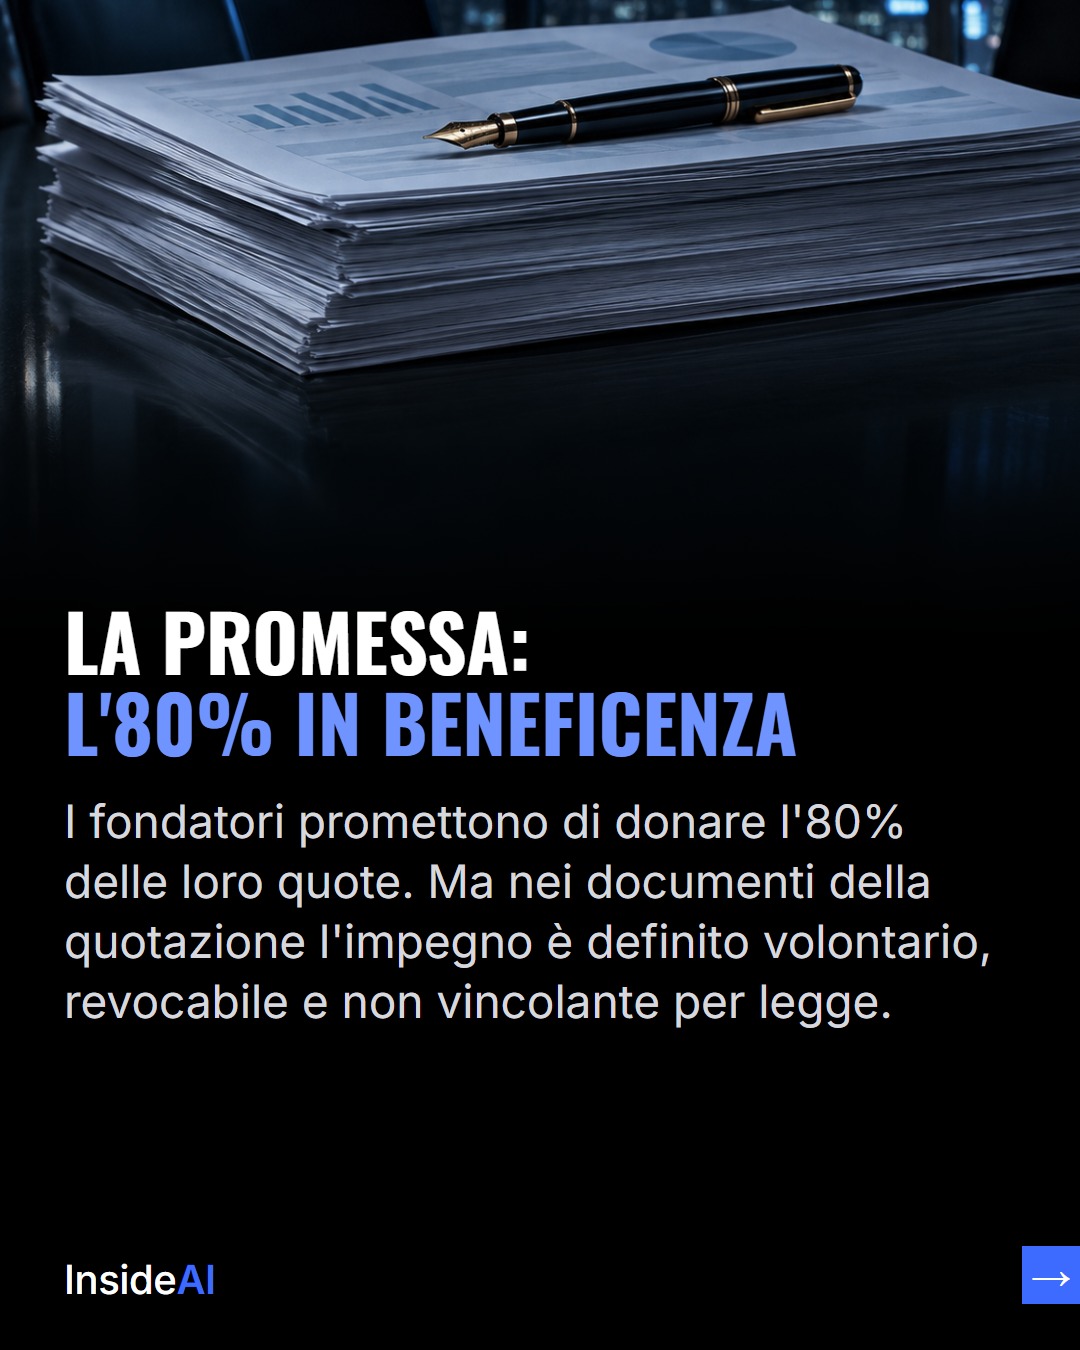 LA PROMESSA:
L'80% IN BENEFICENZA
I fondatori promettono di donare l'80%
delle loro quote. Ma nei documenti della
quotazione l'impegno è definito volontario,
revocabile e non vincolante per legge.
InsideAI
→